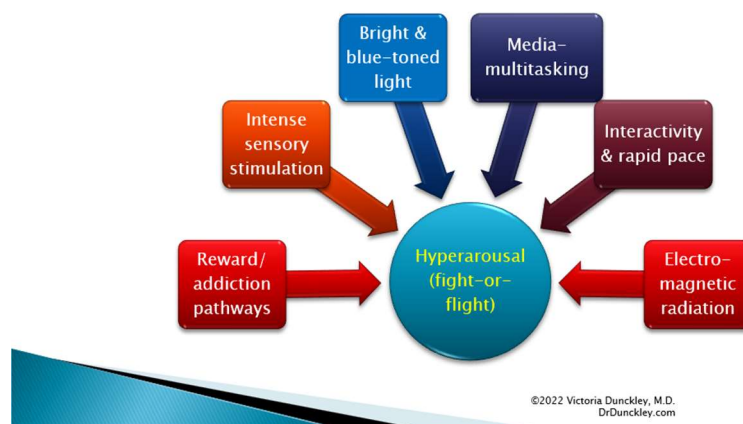 Bright &
blue-toned
light
Media-
multitasking
Intense
sensory
stimulation
Interactivity
& rapid pace
Reward/
addiction
pathways
Hyperarousal
(fight-or-
flight)
Electro-
magnetic
radiation
©2022 Victoria Dunckley, M.D.
DrDunckley.com